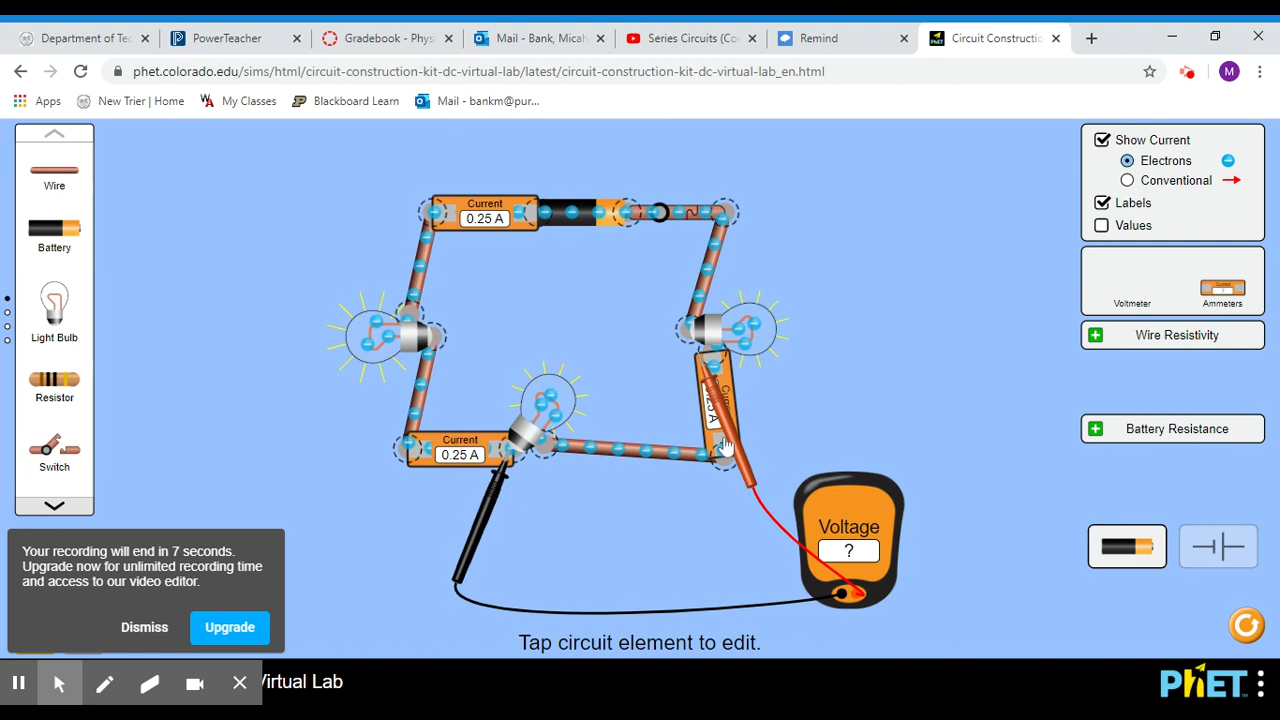 Department of Tec
PowerTeacher
Gradebook - Physi
Mail - Bank, Micah
Series Circuits (Co
Remind
Circuit Constructio
phet.colorado.edu/sims/html/circuit-construction-kit-dc-virtual-lab/latest/circuit-construction-kit-dc-virtual-lab_en.html
M
Apps
New Trier | Home
My Classes
Blackboard Learn
Mail - bankm@pur...
Wire
Battery
Light Bulb
Resistor
Switch
Current
0.25 A
Current
0.25 A
Voltage
?
Show Current
Electrons
Conventional
Labels
Values
Current
?
Voltmeter
Ammeters
Wire Resistivity
Battery Resistance
Your recording will end in 7 seconds.
Upgrade now for unlimited recording time
and access to our video editor.
Dismiss
Upgrade
Tap circuit element to edit.
Virtual Lab
PhET